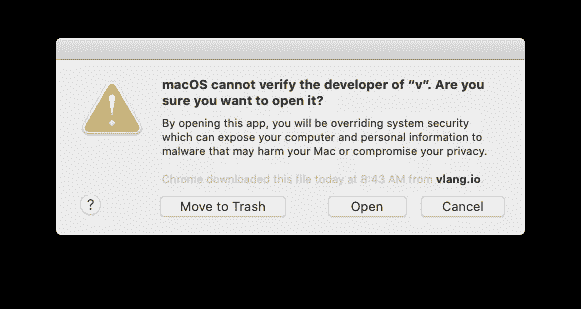 macOS cannot verify the developer of “v”. Are you
sure you want to open it?
By opening this app, you will be overriding system security
which can expose your computer and personal information to
malware that may harm your Mac or compromise your privacy.
Chrome downloaded this file today at 8:43 AM from vlang.io.
?
Move to Trash
Open
Cancel